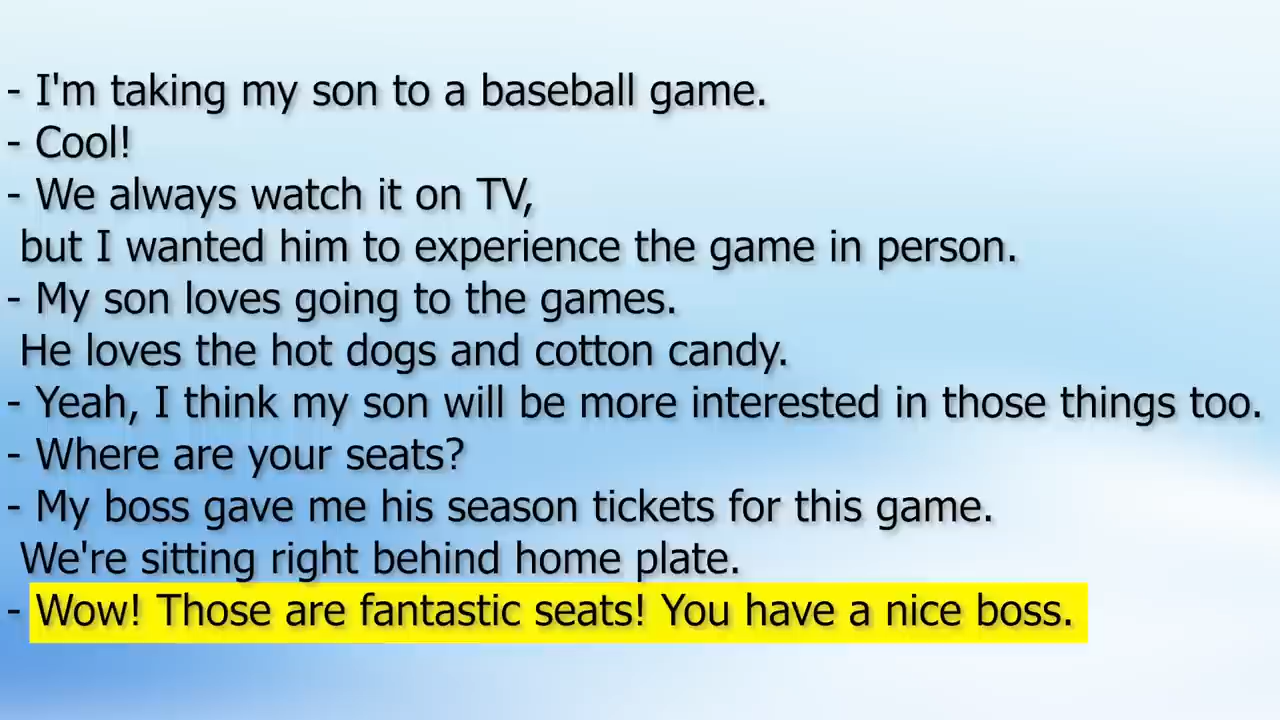 - I'm taking my son to a baseball game.
- Cool!
- We always watch it on TV,
but I wanted him to experience the game in person.
- My son loves going to the games.
He loves the hot dogs and cotton candy.
- Yeah, I think my son will be more interested in those things too.
- Where are your seats?
- My boss gave me his season tickets for this game.
We're sitting right behind home plate.
- Wow! Those are fantastic seats! You have a nice boss.